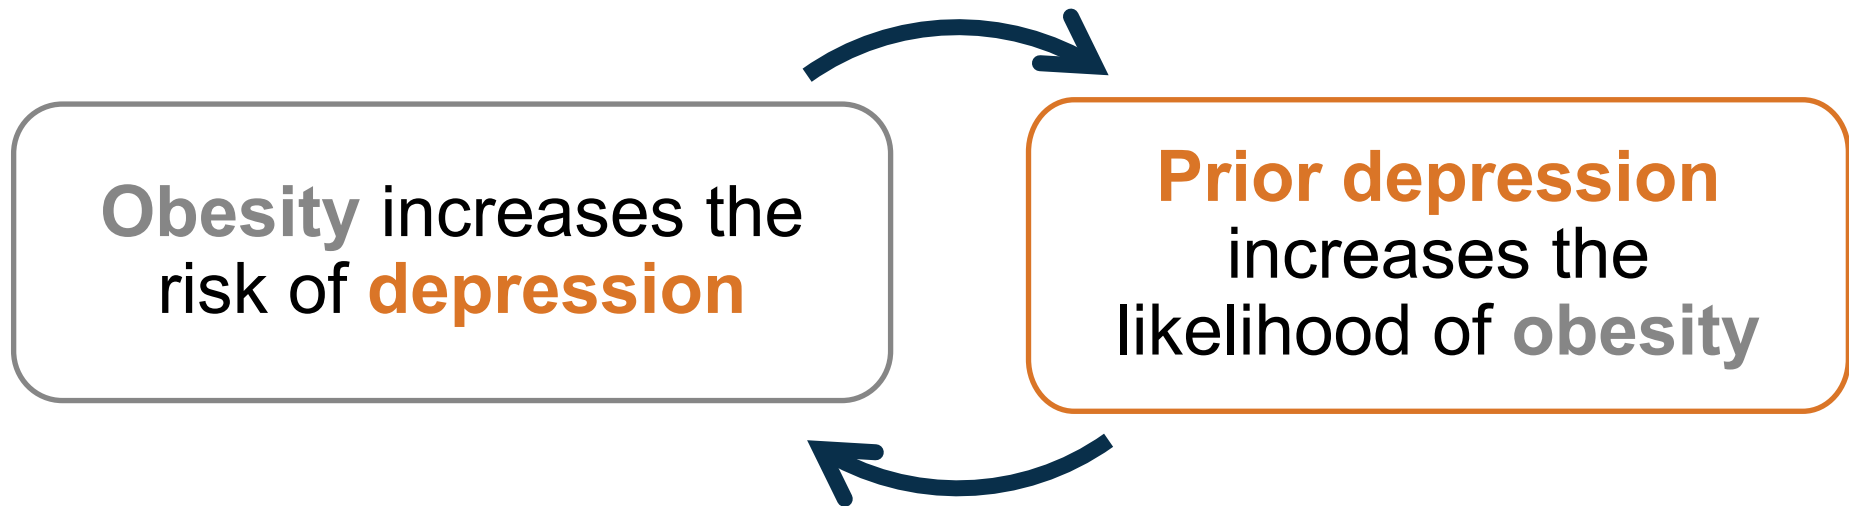 Obesity increases the
risk of depression
Prior depression
increases the
likelihood of obesity